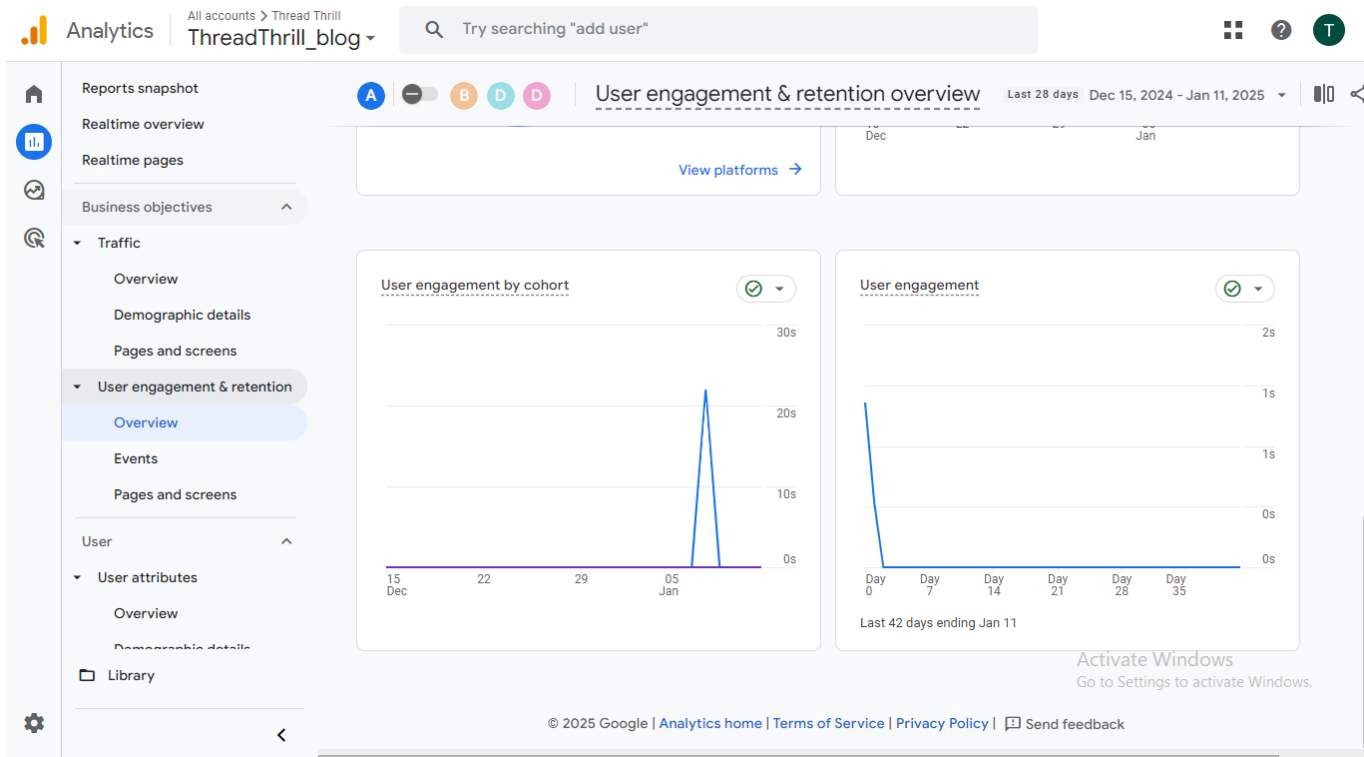 All accounts > Thread Thrill
Analytics
ThreadThrill_blog
Try searching "add user"
T
Reports snapshot
Realtime overview
Realtime pages
Business objectives
Traffic
Overview
Demographic details
Pages and screens
User engagement & retention
Overview
Events
Pages and screens
User
User attributes
Overview
Demographic details
Library
A
B
D
D
User engagement & retention overview
Last 28 days
Dec 15, 2024 - Jan 11, 2025
Dec
Jan
View platforms
User engagement by cohort
30s
20s
10s
0s
15 22 29 05
Dec Jan
User engagement
2s
1s
1s
0s
0s
Day Day Day Day Day Day
0 7 14 21 28 35
Last 42 days ending Jan 11
Activate Windows
Go to Settings to activate Windows.
© 2025 Google | Analytics home | Terms of Service | Privacy Policy | Send feedback